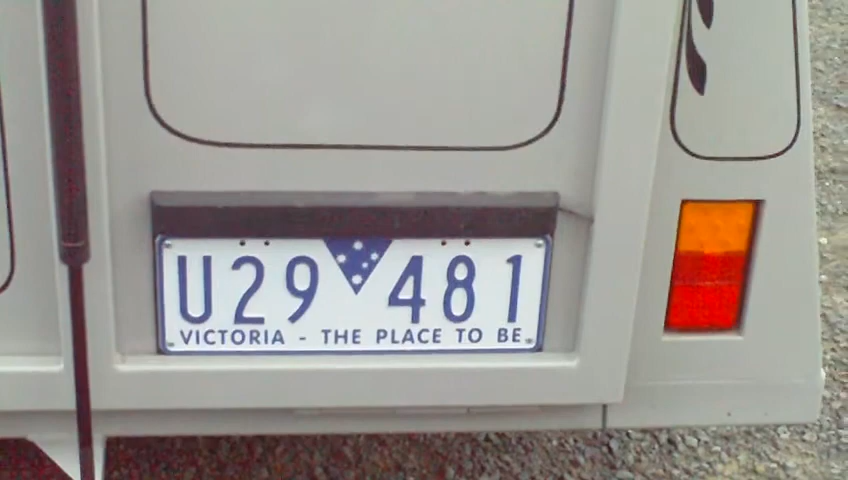 U29 481
VICTORIA - THE PLACE TO BE